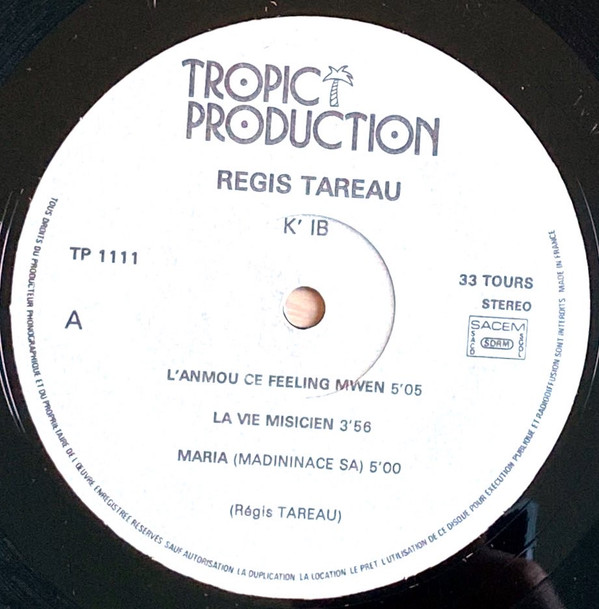 TROPIC
PRODUCTION
REGIS TAREAU
K' IB
TP 1111
33 TOURS
STEREO
A
SACEM
SACD
SDRM
SGDL
L'ANMOU CE FEELING MWEN 5'05
LA VIE MISICIEN 3'56
MARIA (MADININACE SA) 5'00
(Régis TAREAU)
TOUS DROITS DU PRODUCTEUR PHONOGRAPHIQUE ET DU PROPRIETAIRE DE L'ŒUVRE ENREGISTREE RESERVES SAUF AUTORISATION LA DUPLICATION LA LOCATION LE PRET L'UTILISATION DE CE DISQUE POUR EXECUTION PUBLIQUE ET RADIODIFFUSION SONT INTERDITS MADE IN FRANCE